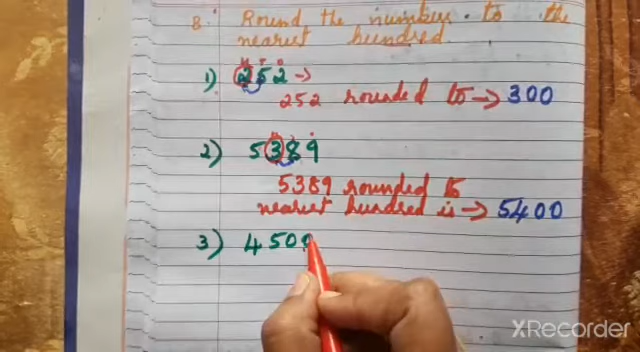 8. Round the number to the
nearest hundred
H T O
1) 252 →
252 rounded to → 300
H
2) 5389
5389 rounded to
nearest hundred is → 5400
3) 450
XRecorder